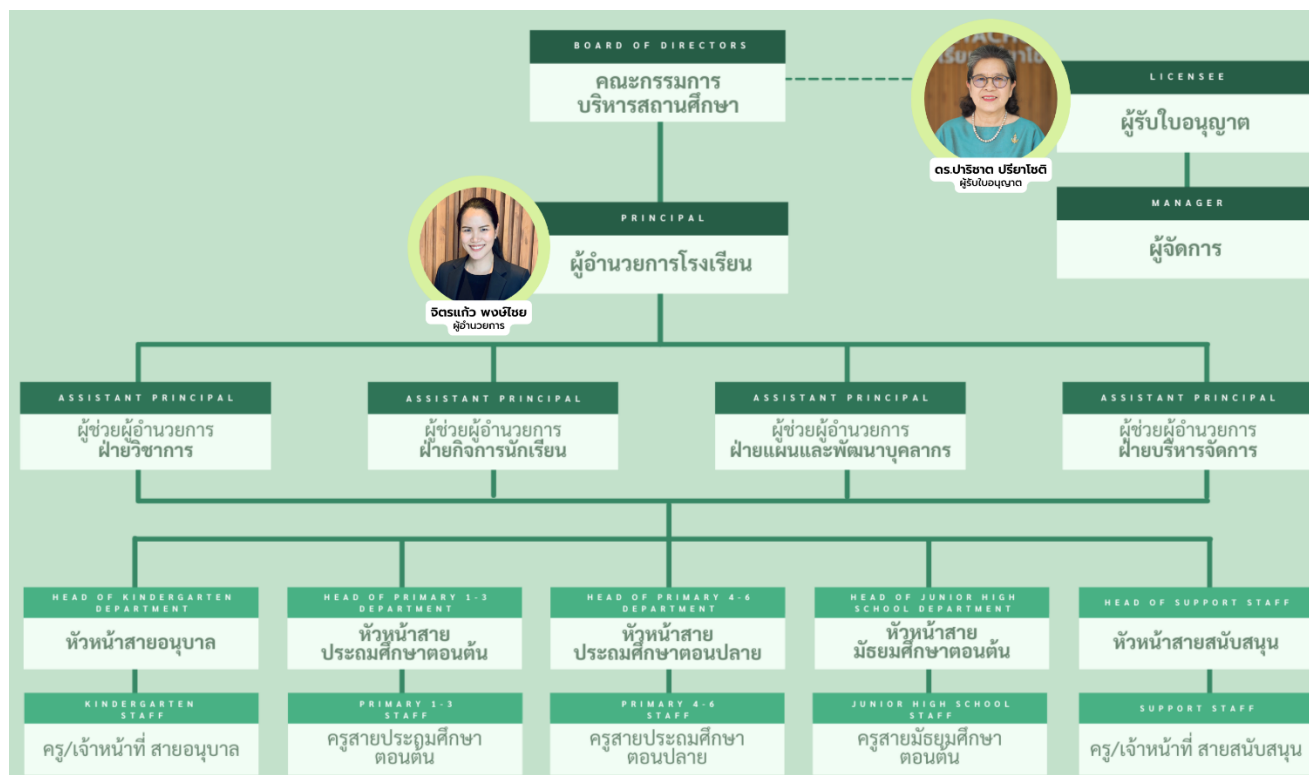 BOARD OF DIRECTORS
คณะกรรมการ
บริหารสถานศึกษา
LICENSEE
ผู้รับใบอนุญาต
ดร.ปาริชาต ปรียาโชติ
ผู้รับใบอนุญาต
MANAGER
ผู้จัดการ
PRINCIPAL
ผู้อำนวยการโรงเรียน
จิตรแก้ว พงษ์ไชย
ผู้อำนวยการ
ASSISTANT PRINCIPAL
ผู้ช่วยผู้อำนวยการ
ฝ่ายวิชาการ
ASSISTANT PRINCIPAL
ผู้ช่วยผู้อำนวยการ
ฝ่ายกิจการนักเรียน
ASSISTANT PRINCIPAL
ผู้ช่วยผู้อำนวยการ
ฝ่ายแผนและพัฒนาบุคลากร
ASSISTANT PRINCIPAL
ผู้ช่วยผู้อำนวยการ
ฝ่ายบริหารจัดการ
HEAD OF KINDERGARTEN
DEPARTMENT
หัวหน้าสายอนุบาล
HEAD OF PRIMARY 1-3
DEPARTMENT
หัวหน้าสาย
ประถมศึกษาตอนต้น
HEAD OF PRIMARY 4-6
DEPARTMENT
หัวหน้าสาย
ประถมศึกษาตอนปลาย
HEAD OF JUNIOR HIGH
SCHOOL DEPARTMENT
หัวหน้าสาย
มัธยมศึกษาตอนต้น
HEAD OF SUPPORT STAFF
หัวหน้าสายสนับสนุน
KINDERGARTEN
STAFF
ครู/เจ้าหน้าที่ สายอนุบาล
PRIMARY 1-3
STAFF
ครูสายประถมศึกษา
ตอนต้น
PRIMARY 4-6
STAFF
ครูสายประถมศึกษา
ตอนปลาย
JUNIOR HIGH SCHOOL
STAFF
ครูสายมัธยมศึกษา
ตอนต้น
SUPPORT STAFF
ครู/เจ้าหน้าที่ สายสนับสนุน